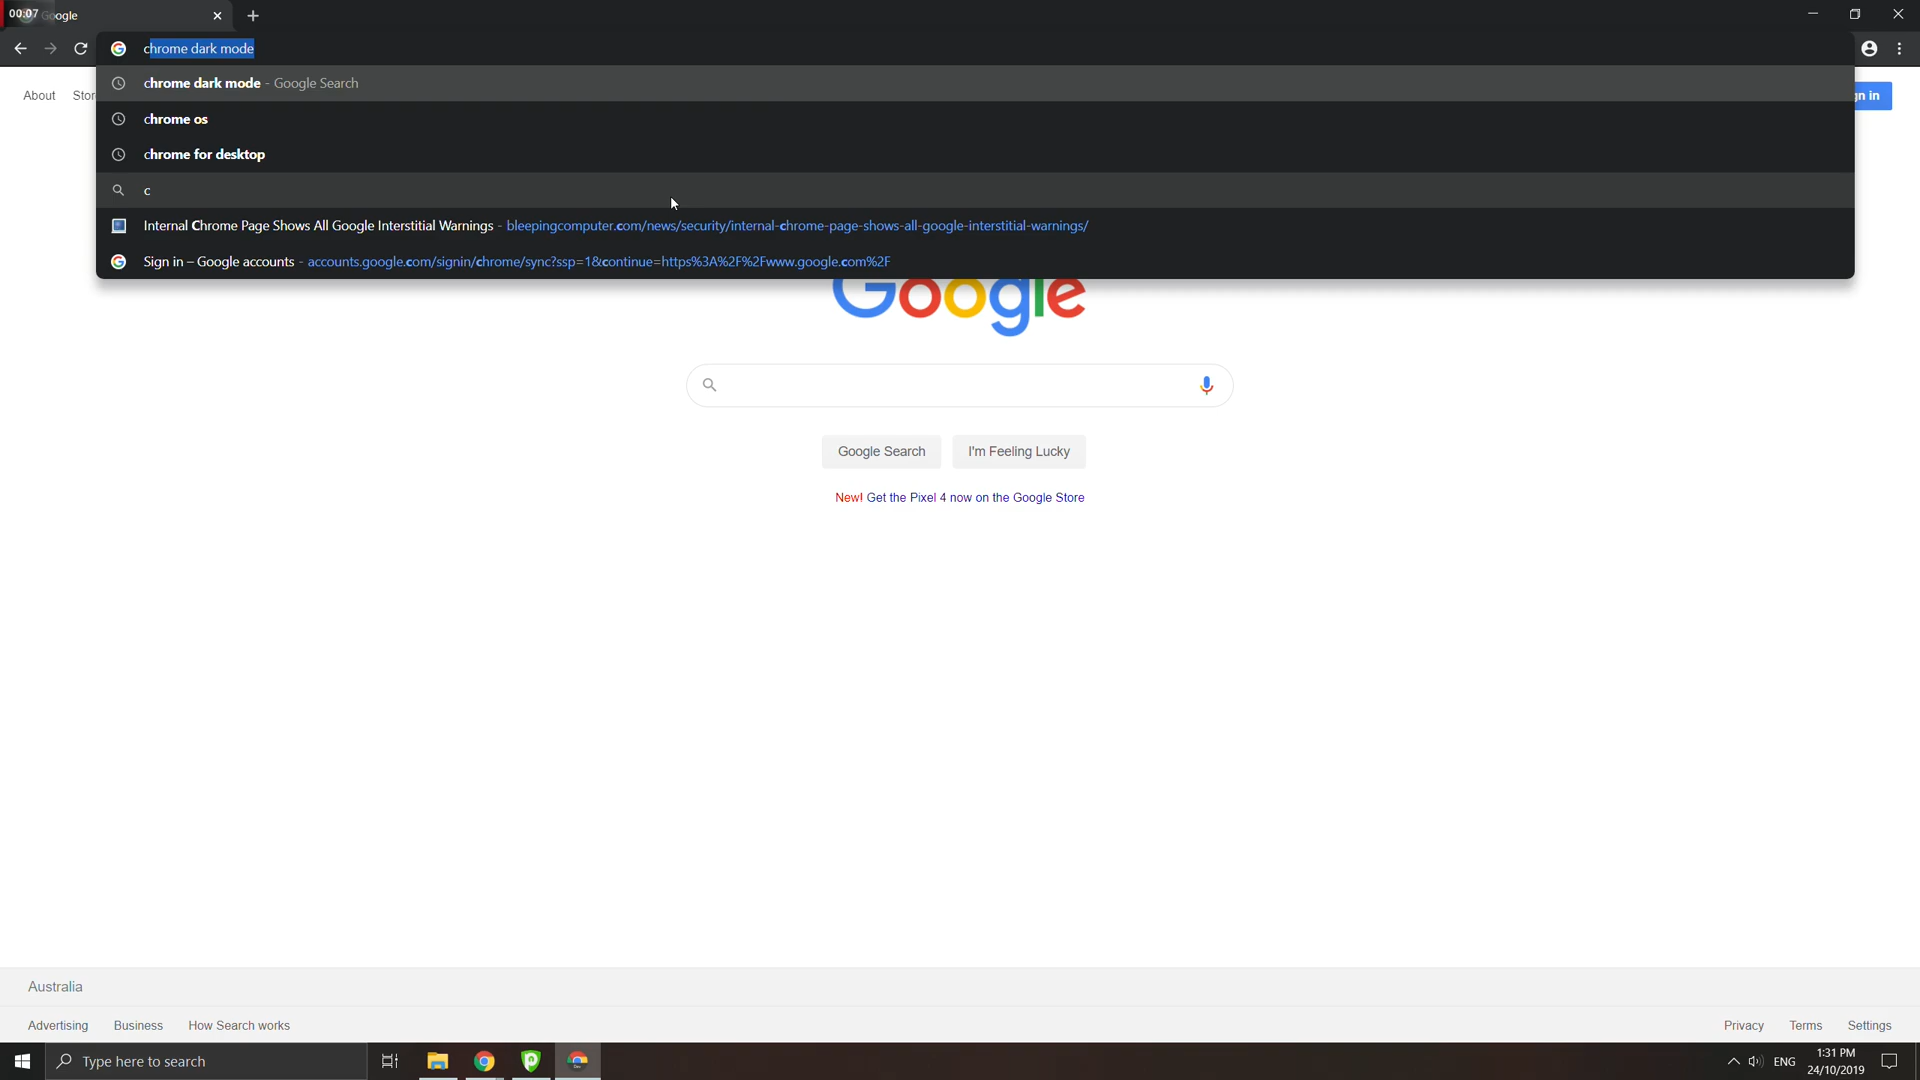 00:07
oogle
chrome dark mode
chrome dark mode - Google Search
chrome os
chrome for desktop
c
Internal Chrome Page Shows All Google Interstitial Warnings - bleepingcomputer.com/news/security/internal-chrome-page-shows-all-google-interstitial-warnings/
Sign in – Google accounts - accounts.google.com/signin/chrome/sync?ssp=1&continue=https%3A%2F%2Fwww.google.com%2F
About Stor
gn in
Google
Google Search I'm Feeling Lucky
New! Get the Pixel 4 now on the Google Store
Australia
Advertising Business How Search works Privacy Terms Settings
Type here to search
ENG
1:31 PM
24/10/2019